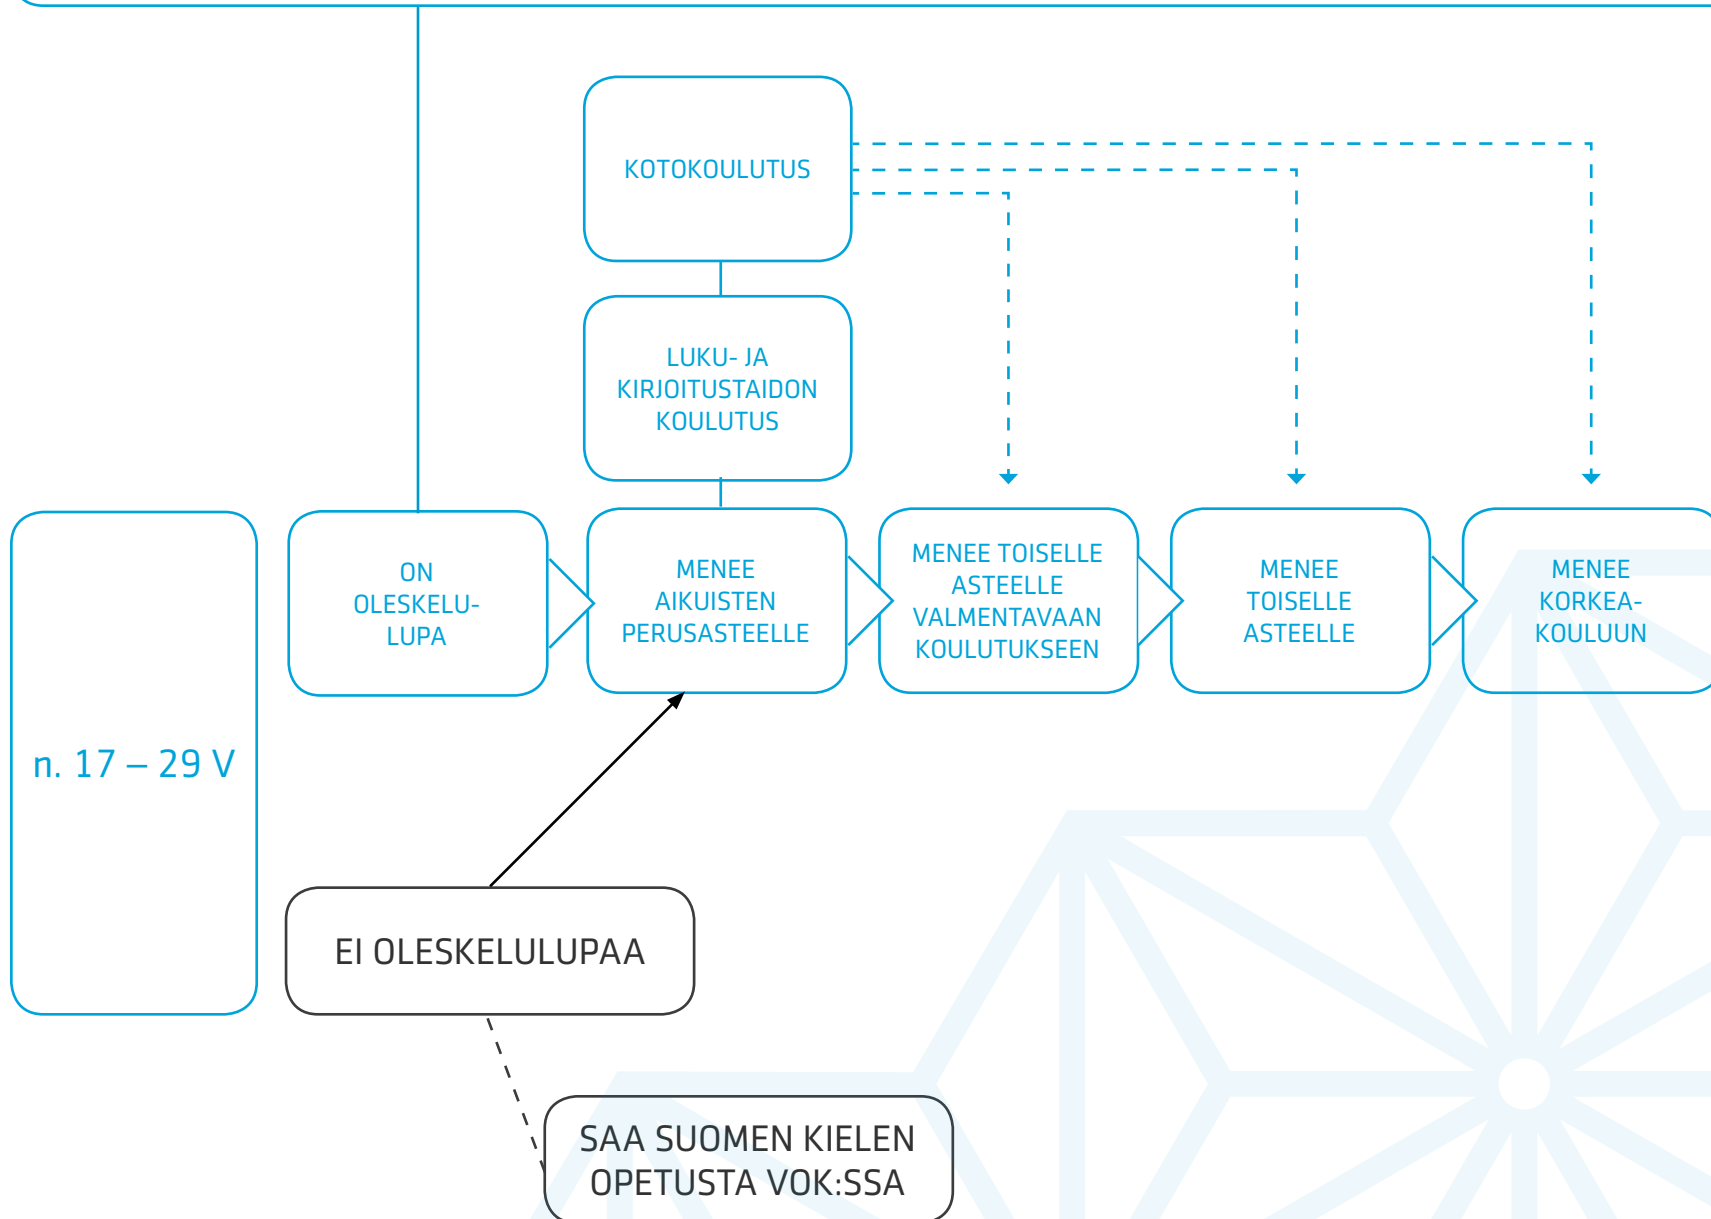 KOTOKOULUTUS
LUKU- JA
KIRJOITUSTAIDON
KOULUTUS
n. 17 – 29 V
ON
OLESKELU-
LUPA
MENEE
AIKUISTEN
PERUSASTEELLE
MENEE TOISELLE
ASTEELLE
VALMENTAVAAN
KOULUTUKSEEN
MENEE
TOISELLE
ASTEELLE
MENEE
KORKEA-
KOULUUN
EI OLESKELULUPAA
SAA SUOMEN KIELEN
OPETUSTA VOK:SSA